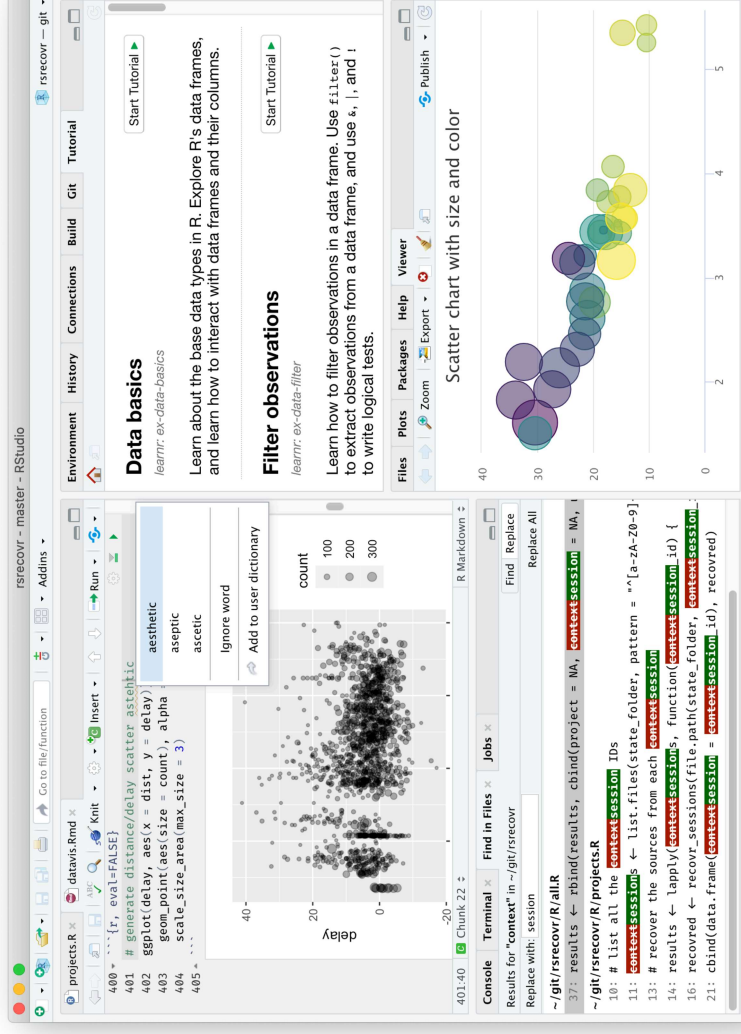 rsrecovr - master - RStudio
Go to file/function
Addins
rsrecovr — git
projects.R
datavis.Rmd
ABC
Knit
Insert
Run
400 ```{r, eval=FALSE}
401 # generate distance/delay scatter astehtic
402 ggplot(delay, aes(x = dist, y = delay))
403 geom_point(aes(size = count), alpha =
404 scale_size_area(max_size = 3)
405 ```
aesthetic
aseptic
ascetic
Ignore word
Add to user dictionary
40
40
20
0
-20
delay
count
100
200
300
401:40
Chunk 22
R Markdown
Console
Terminal
Find in Files
Jobs
Results for "context" in ~/git/rsrecovr
Find
Replace
Replace with: session
Replace All
~/git/rsrecovr/R/all.R
37: results ← rbind(results, cbind(project = NA, contextsession = NA,
~/git/rsrecovr/R/projects.R
10: # list all the contextsession IDs
11: contextsessions ← list.files(state_folder, pattern = "^[a-zA-Z0-9]
13: # recover the sources from each contextsession
14: results ← lapply(contextsessions, function(contextsession_id) {
16: recovred ← recovr_sessions(file.path(state_folder, contextsession_
21: cbind(data.frame(contextsession = contextsession_id), recovred)
Environment
History
Connections
Build
Git
Tutorial
Data basics
Start Tutorial
learnr: ex-data-basics
Learn about the base data types in R. Explore R's data frames,
and learn how to interact with data frames and their columns.
Filter observations
Start Tutorial
learnr: ex-data-filter
Learn how to filter observations in a data frame. Use filter()
to extract observations from a data frame, and use &, |, and !
to write logical tests.
Files
Plots
Packages
Help
Viewer
Zoom
Export
Publish
Scatter chart with size and color
40
30
20
10
0
2
3
4
5